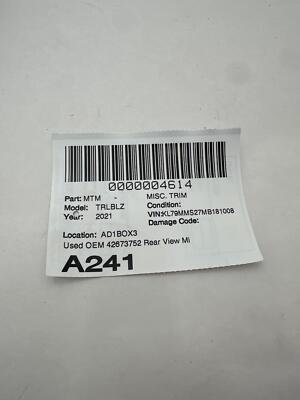 0000004614
Part: MTM - MISC. TRIM
Model: TRLBLZ Condition:
Year: 2021 VIN:KL79MMS27MB181008
Damage Code:
Location: AD1BOX3
Used OEM 42673752 Rear View Mi
A241